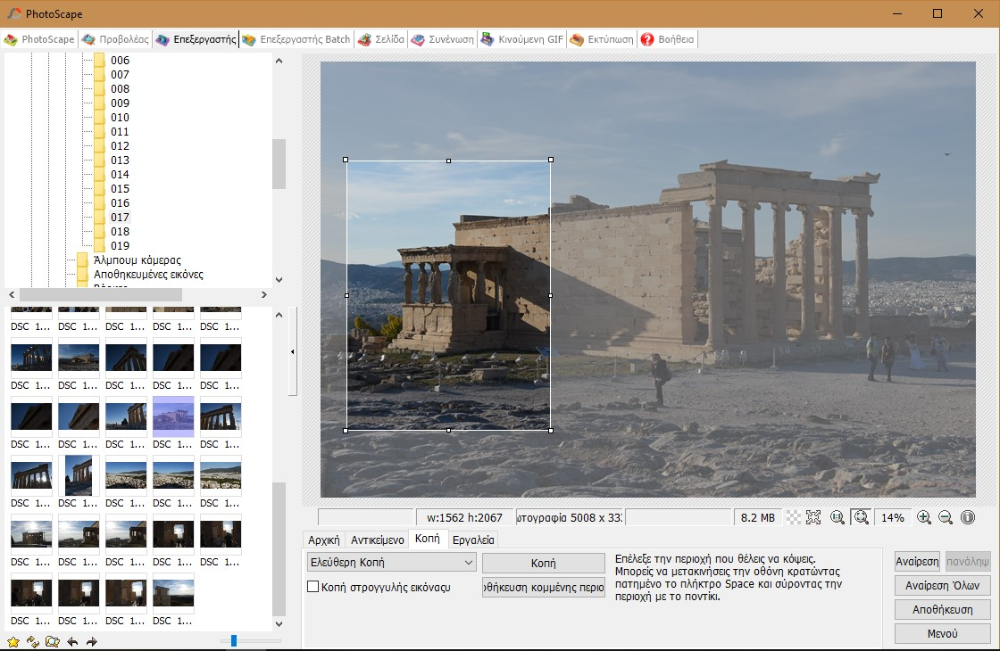 PhotoScape
PhotoScape Προβολέας Επεξεργαστής Επεξεργαστής Batch Σελίδα Συνένωση Κινούμενη GIF Εκτύπωση Βοήθεια
006
007
008
009
010
011
012
013
014
015
016
017
018
019
Άλμπουμ κάμερας
Αποθηκευμένες εικόνες
DSC 1... DSC 1... DSC 1... DSC 1... DSC 1...
DSC 1... DSC 1... DSC 1... DSC 1... DSC 1...
DSC 1... DSC 1... DSC 1... DSC 1... DSC 1...
DSC 1... DSC 1... DSC 1... DSC 1... DSC 1...
DSC 1... DSC 1... DSC 1... DSC 1... DSC 1...
DSC 1... DSC 1... DSC 1... DSC 1...
w:1562 h:2067 ωτογραφία 5008 x 333 8.2 MB 14%
Αρχική Αντικείμενο Κοπή Εργαλεία
Ελεύθερη Κοπή
Κοπή στρογγυλής εικόναςυ
Κοπή
οθήκευση κομμένης περιο
Επέλεξε την περιοχή που θέλεις να κόψεις.
Μπορείς να μετακινήσεις την οθόνη κρατώντας
πατημένο το πλήκτρο Space και σύροντας την
περιοχή με το ποντίκι.
Αναίρεση πανάληψ
Αναίρεση Όλων
Αποθήκευση
Μενού